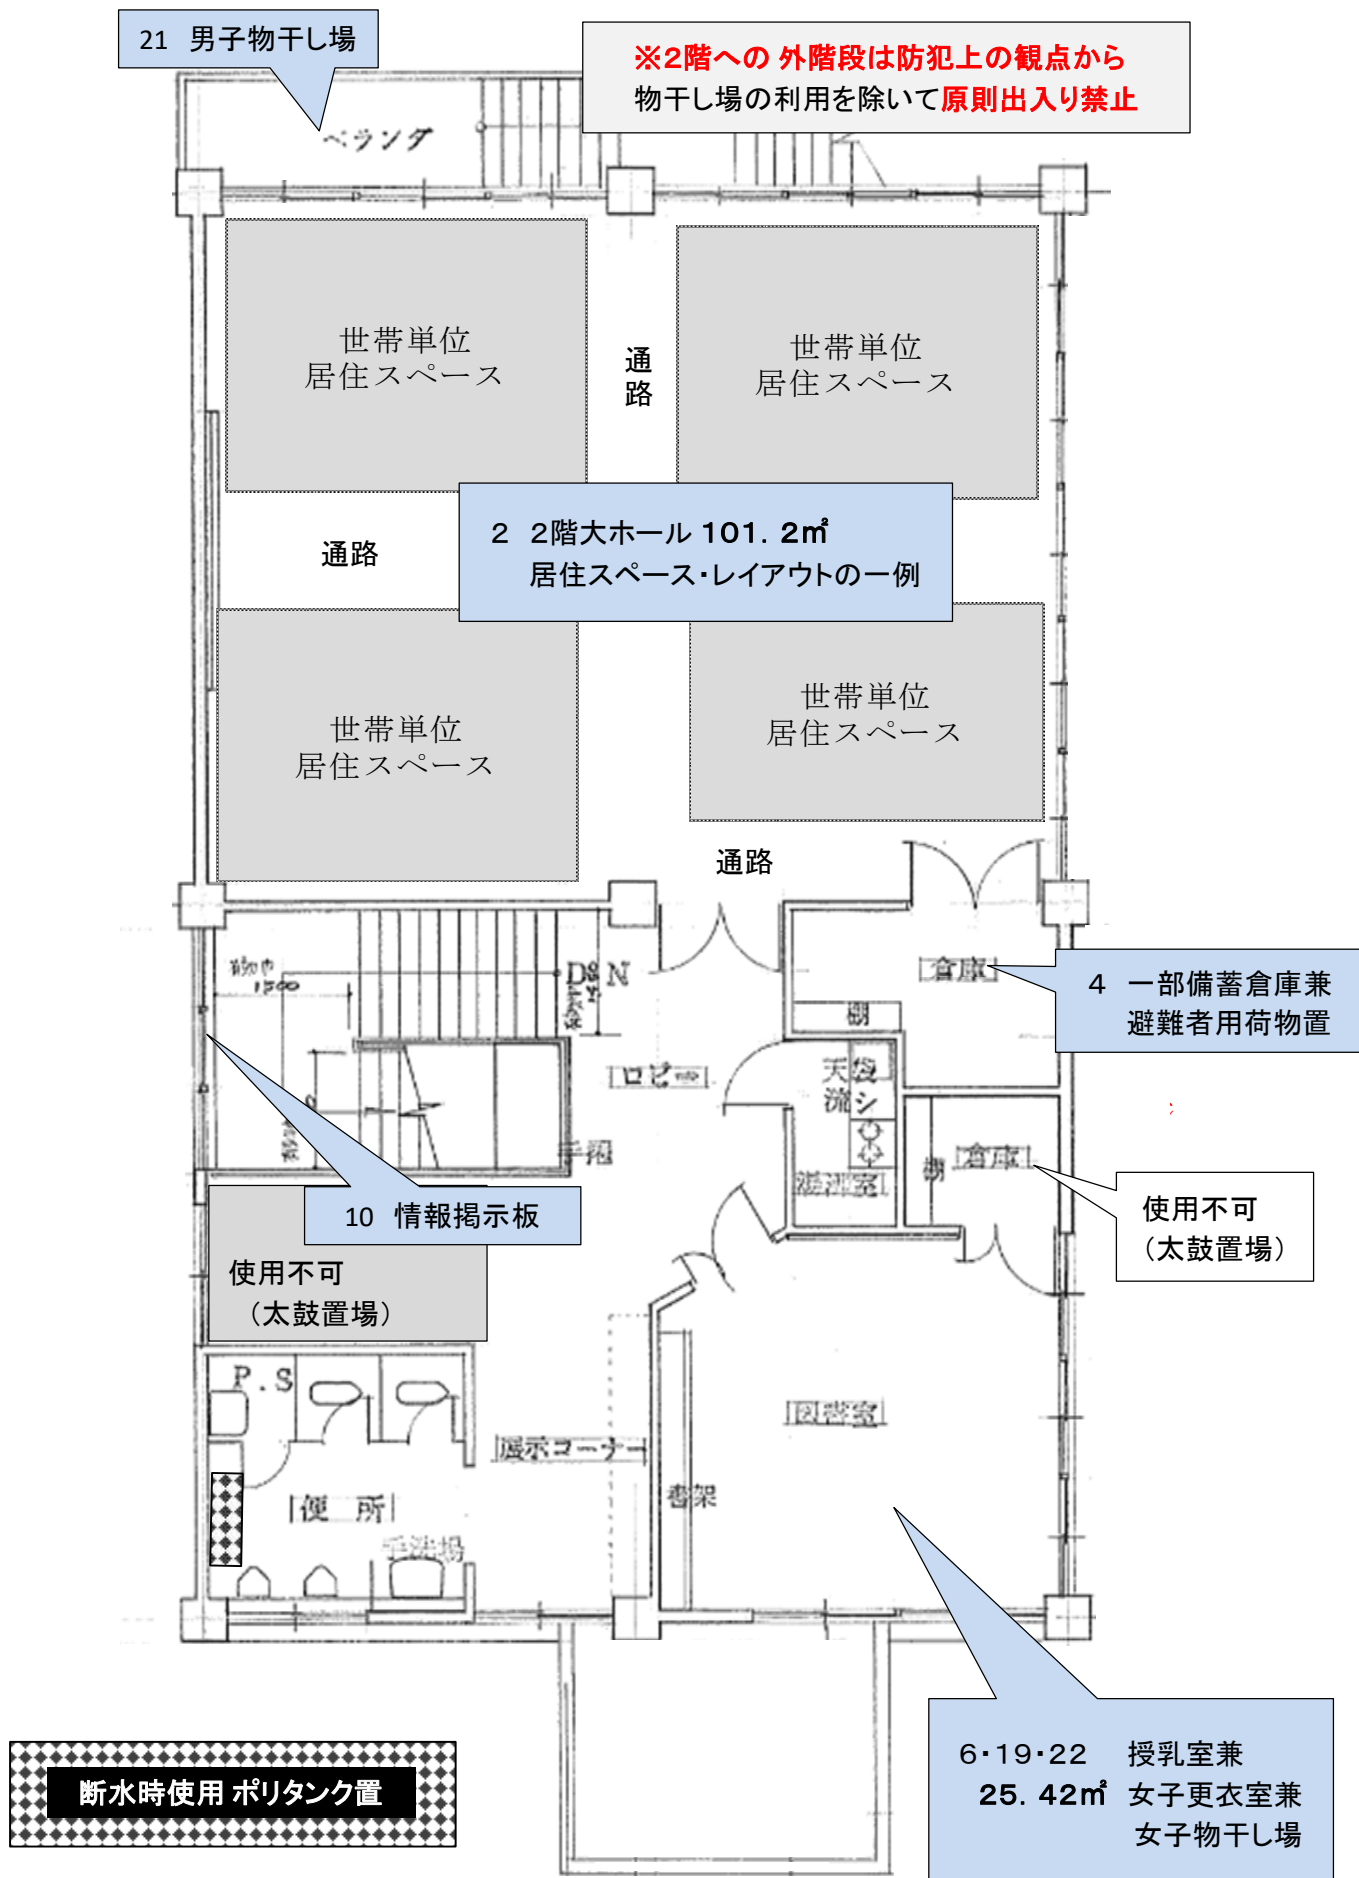 21 男子物干し場
※2階への 外階段は防犯上の観点から
物干し場の利用を除いて原則出入り禁止
ベランダ
世帯単位
居住スペース
通路
世帯単位
居住スペース
2 2階大ホール 101. 2㎡
居住スペース・レイアウトの一例
通路
世帯単位
居住スペース
世帯単位
居住スペース
通路
1500
DN
倉庫
棚
4 一部備蓄倉庫兼
避難者用荷物置
ロビー
天袋
流シ
手摺
湯沸室
棚
倉庫
使用不可
(太鼓置場)
10 情報掲示板
使用不可
(太鼓置場)
P.S
図書室
展示コーナー
書架
便所
手洗場
断水時使用 ポリタンク置
6・19・22 授乳室兼
25. 42㎡ 女子更衣室兼
女子物干し場